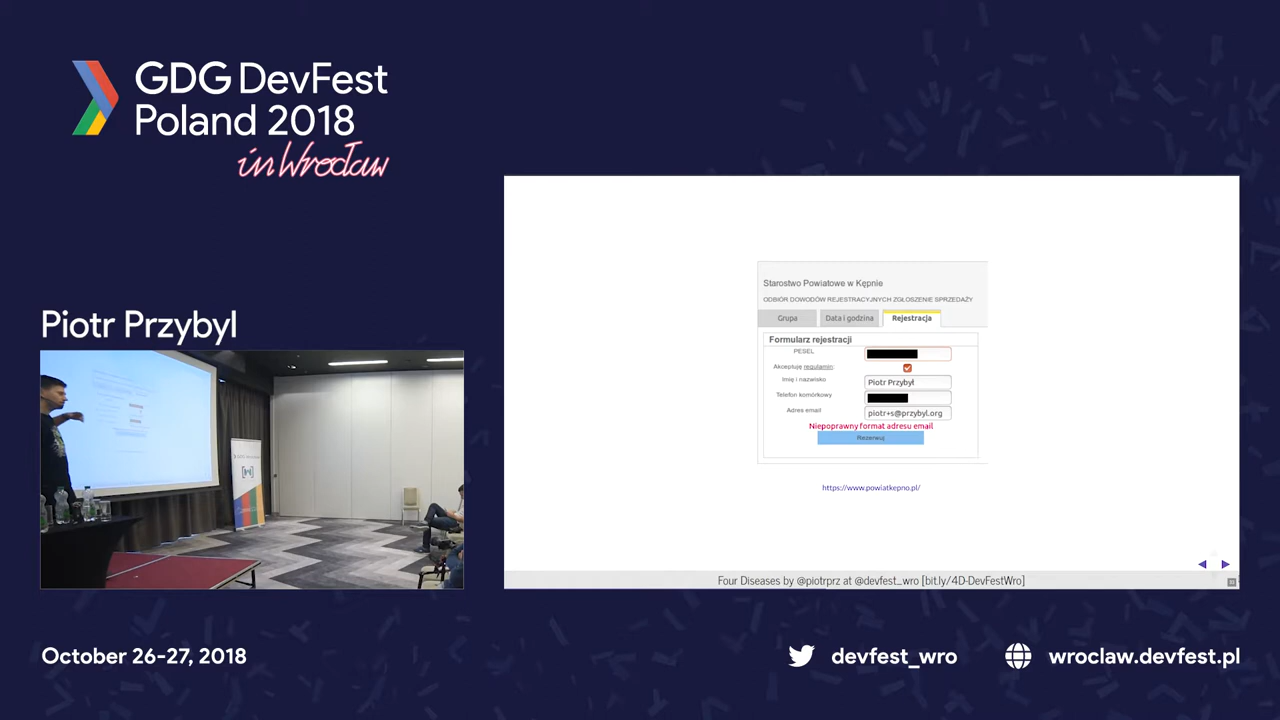 GDG DevFest
Poland 2018
in Wrocław
Piotr Przybyl
Starostwo Powiatowe w Kępnie
ODBIÓR DOWODÓW REJESTRACYJNYCH ZGŁOSZENIE SPRZEDAŻY
Grupa
Data i godzina
Rejestracja
Formularz rejestracji
PESEL
Akceptuję regulamin:
Imię i nazwisko
Piotr Przybył
Telefon komórkowy
Adres email
piotr+s@przybyl.org
Niepoprawny format adresu email
Rezerwuj
https://www.powiatkepno.pl/
Four Diseases by @piotrprz at @devfest_wro [bit.ly/4D-DevFestWro]
October 26-27, 2018
devfest_wro
wroclaw.devfest.pl